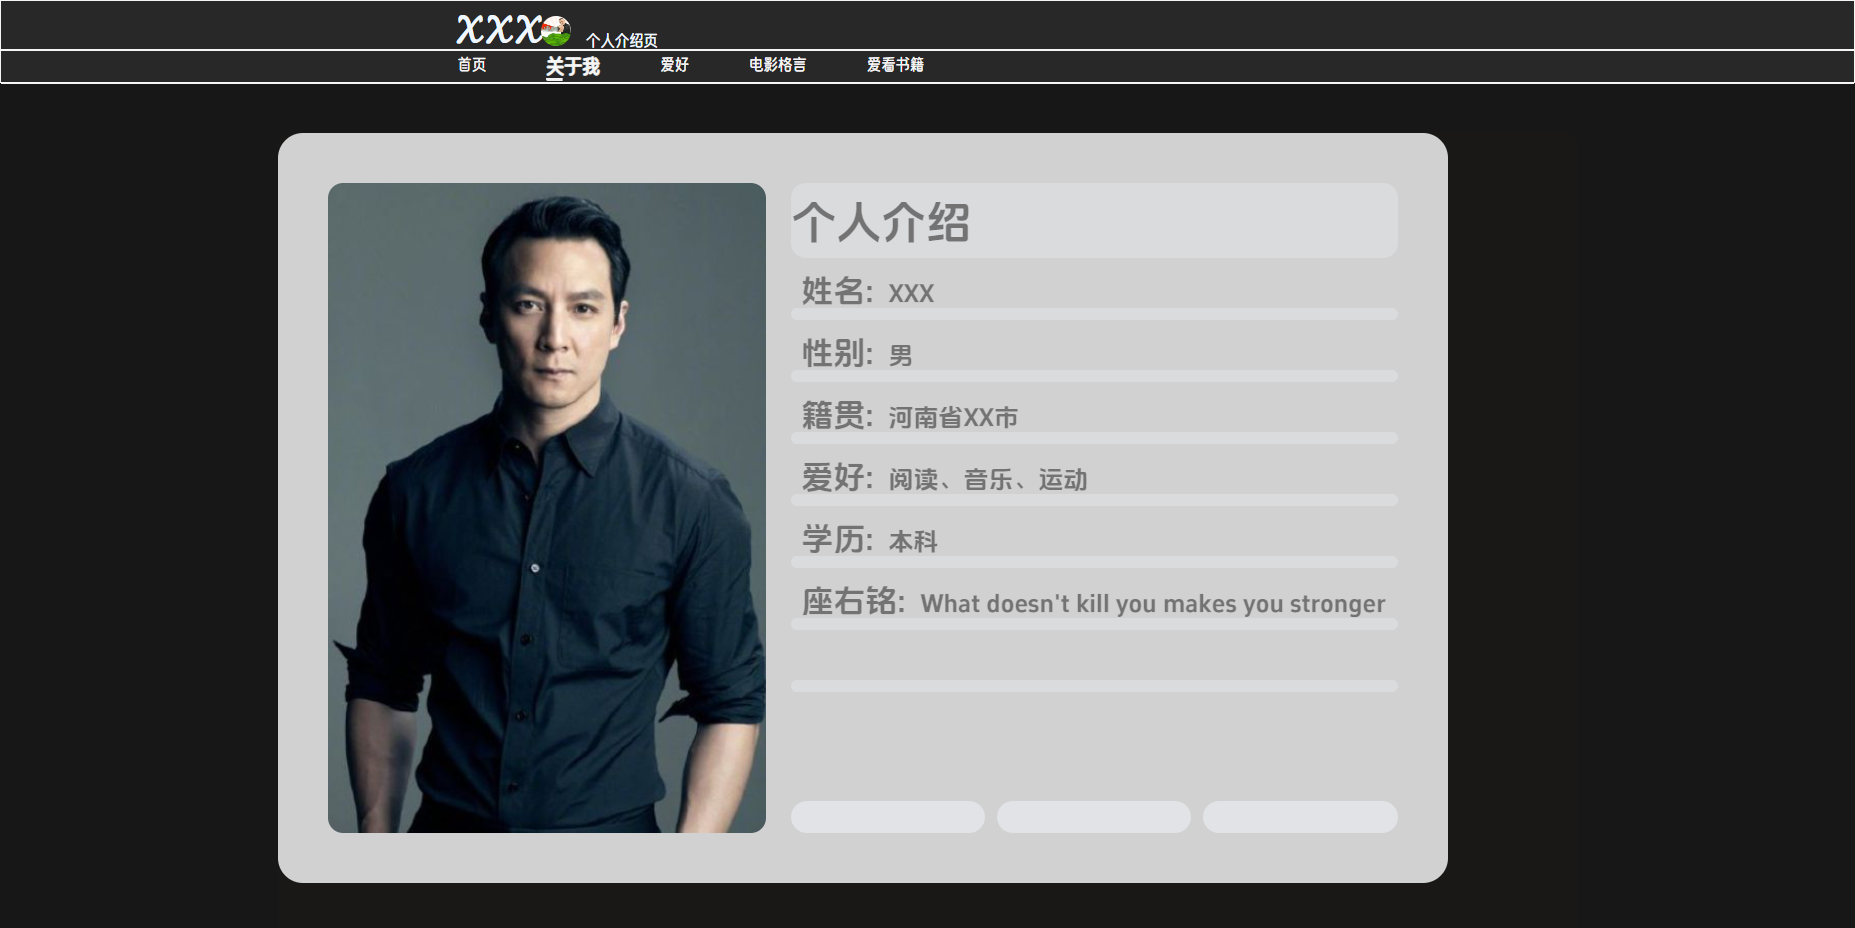 XXX 个人介绍页
首页 关于我 爱好 电影格言 爱看书籍
个人介绍
姓名: XXX
性别: 男
籍贯: 河南省XX市
爱好: 阅读、音乐、运动
学历: 本科
座右铭: What doesn't kill you makes you stronger